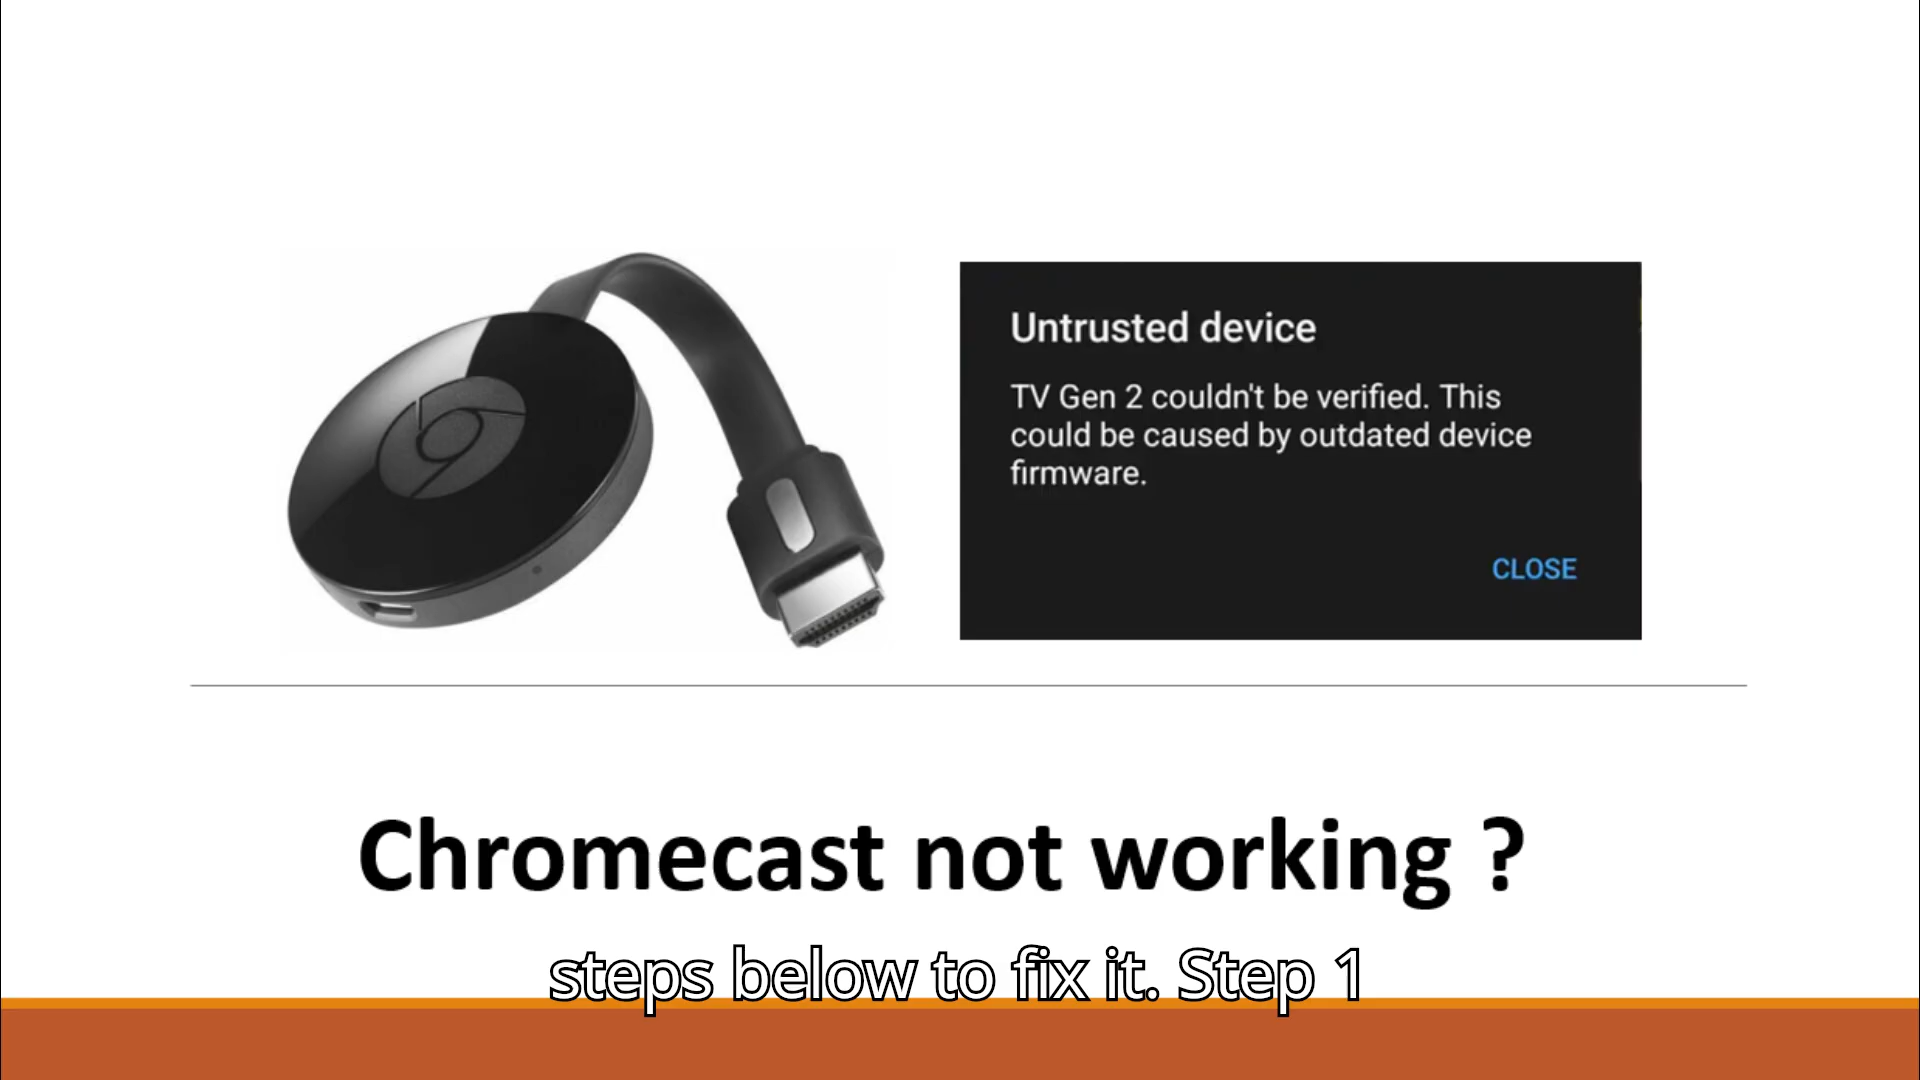 Untrusted device
TV Gen 2 couldn't be verified. This
could be caused by outdated device
firmware.
CLOSE
Chromecast not working ?
steps below to fix it. Step 1